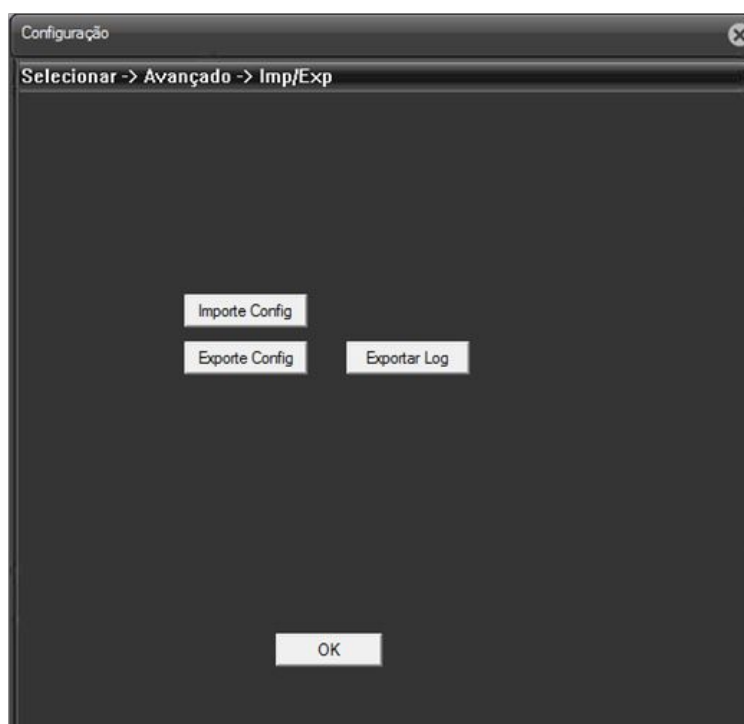 Configuração
Selecionar -> Avançado -> Imp/Exp
Importe Config
Exporte Config
Exportar Log
OK